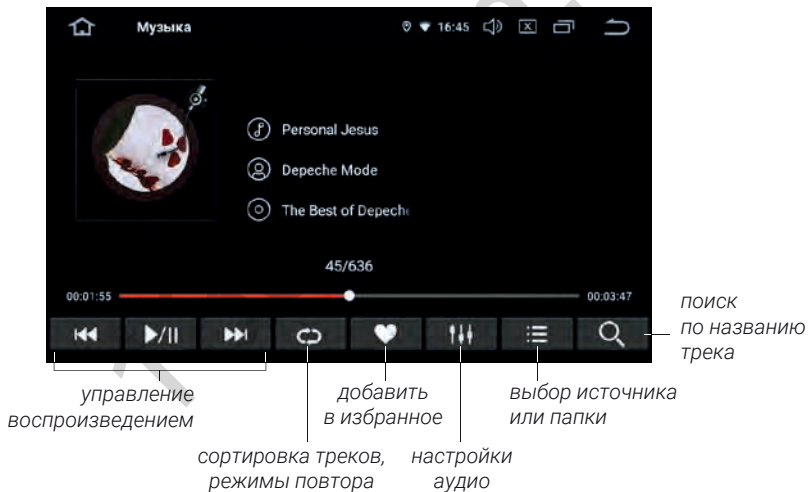 Музыка
16:45
Personal Jesus
Depeche Mode
The Best of Depeche
45/636
00:01:55
00:03:47
поиск
по названию
трека
управление
воспроизведением
добавить
в избранное
выбор источника
или папки
сортировка треков,
режимы повтора
настройки
аудио